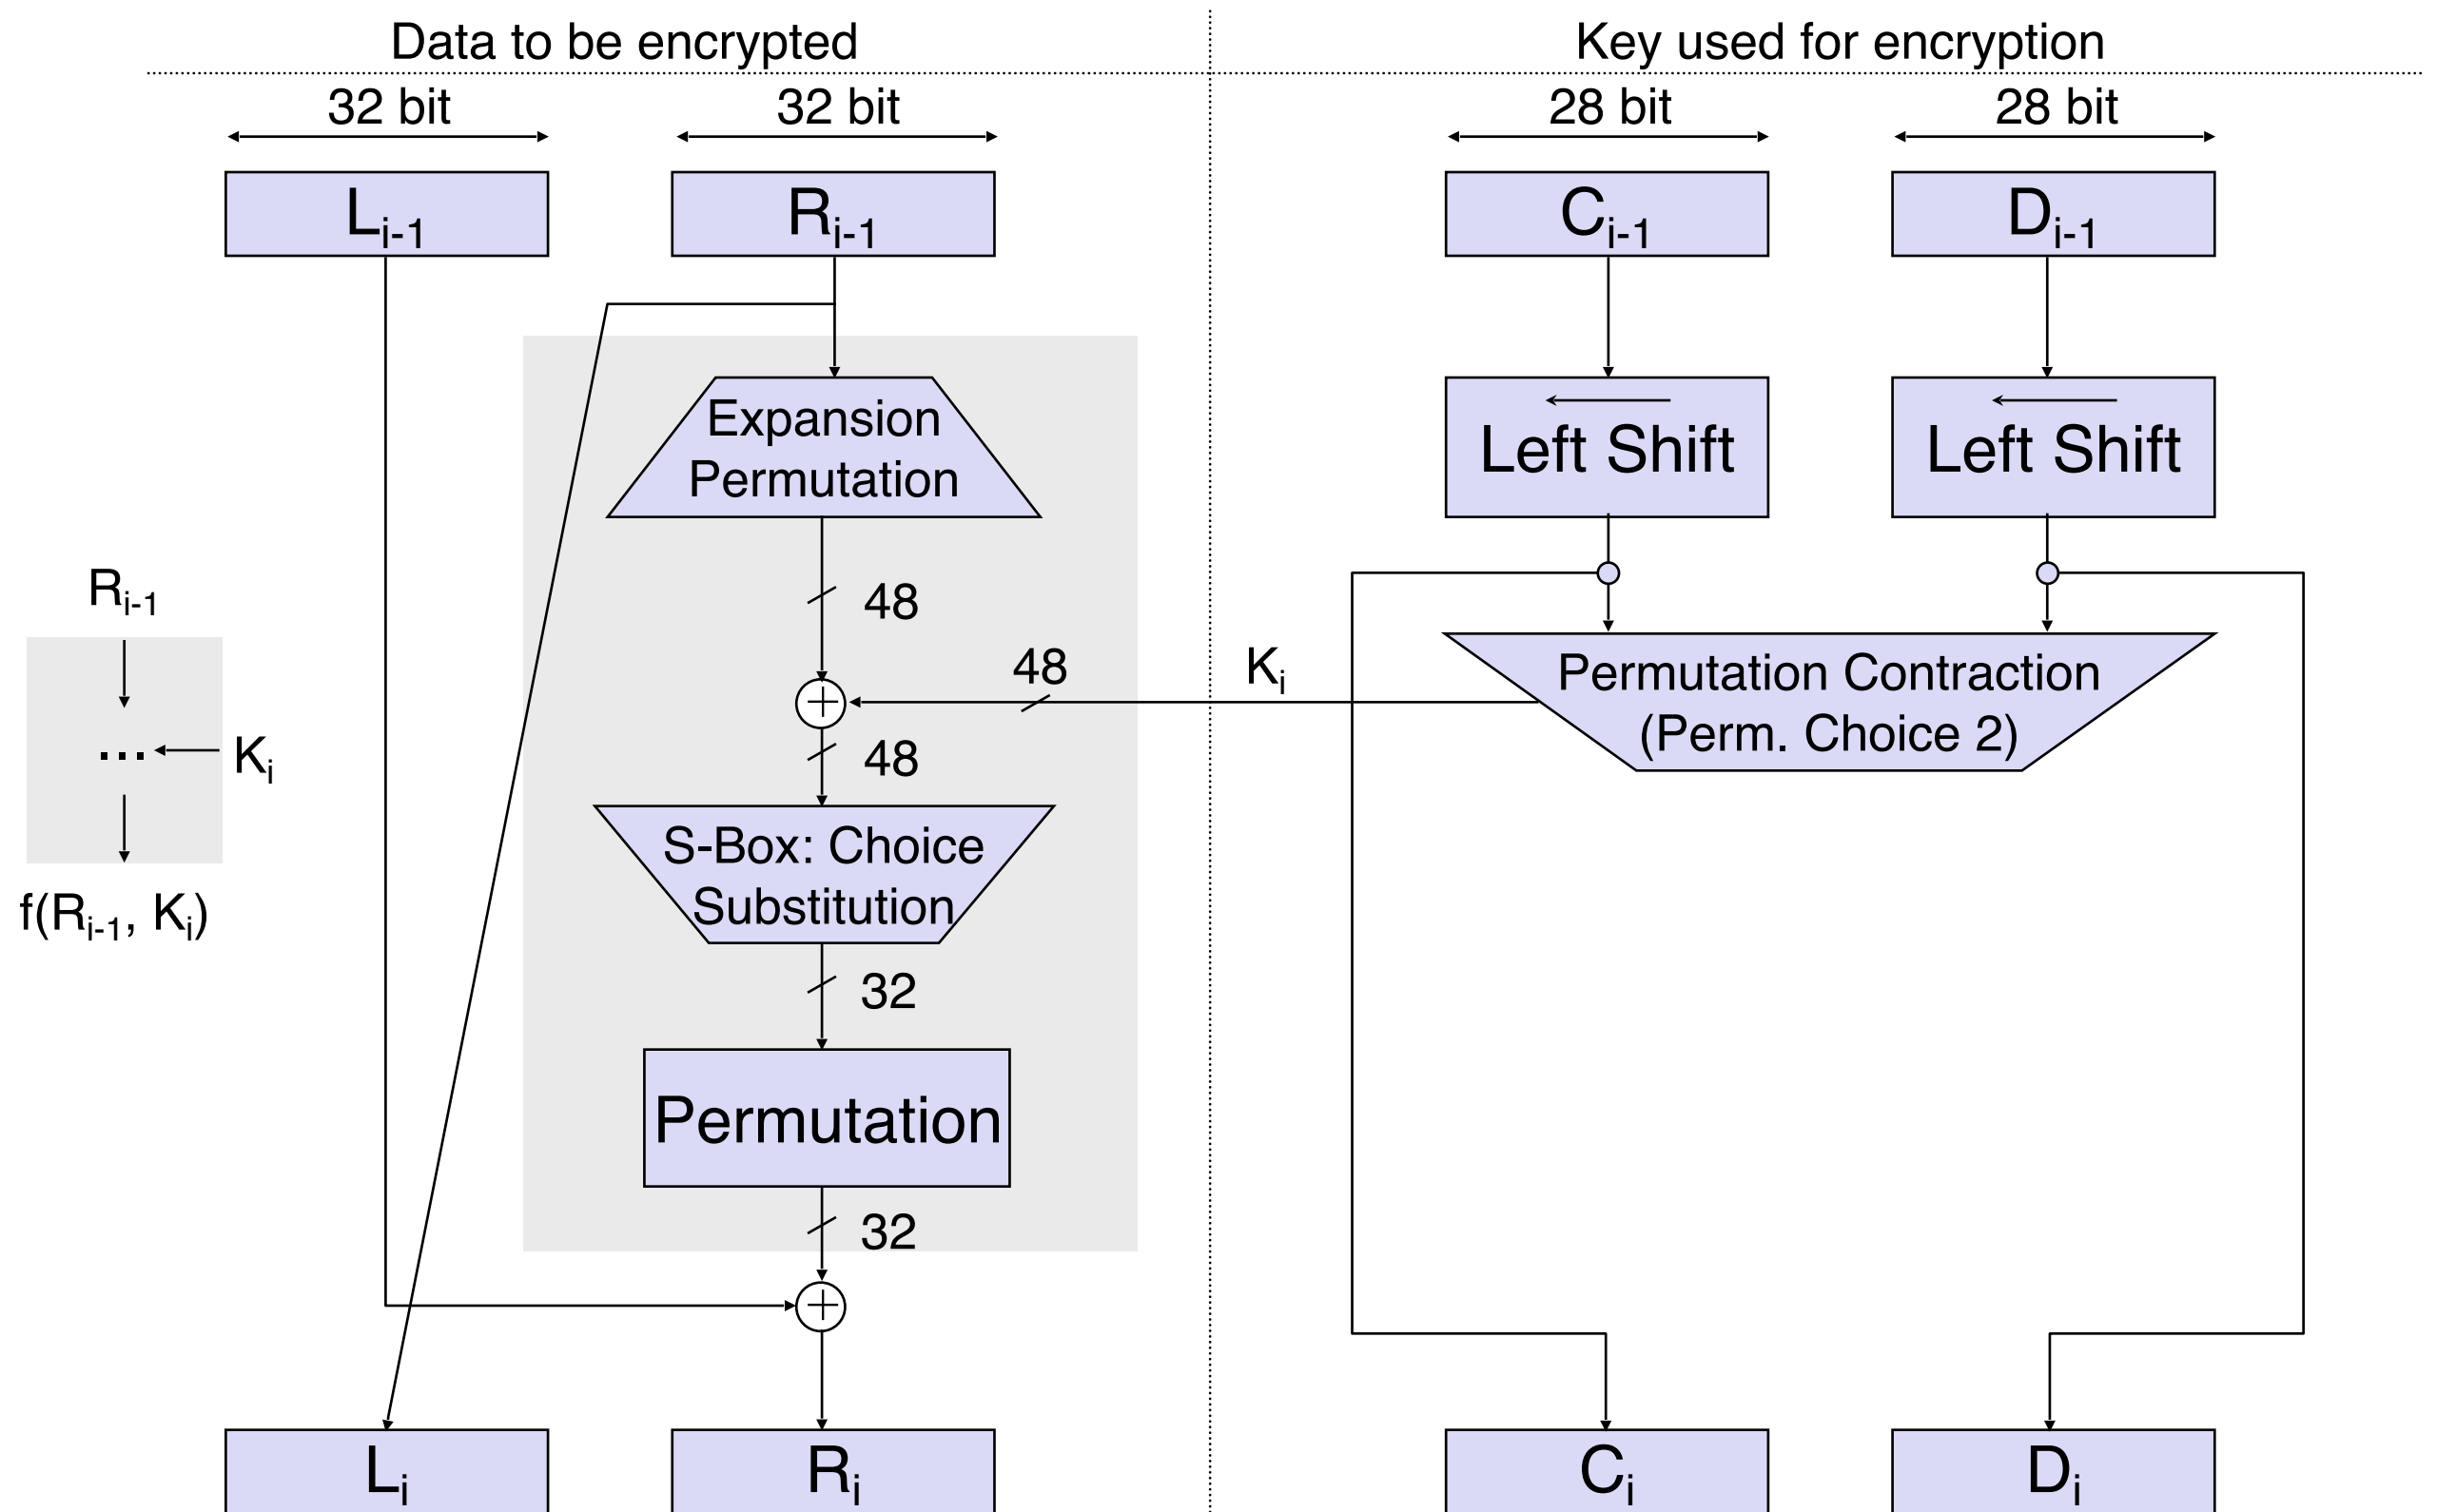 Data to be encrypted
Key used for encryption
32 bit
32 bit
28 bit
28 bit
Li-1
Ri-1
Ci-1
Di-1
Expansion
Permutation
Left Shift
Left Shift
48
Ri-1
Ki
f(Ri-1, Ki)
48
Ki
Permutation Contraction
(Perm. Choice 2)
48
S-Box: Choice
Substitution
32
Permutation
32
Li
Ri
Ci
Di